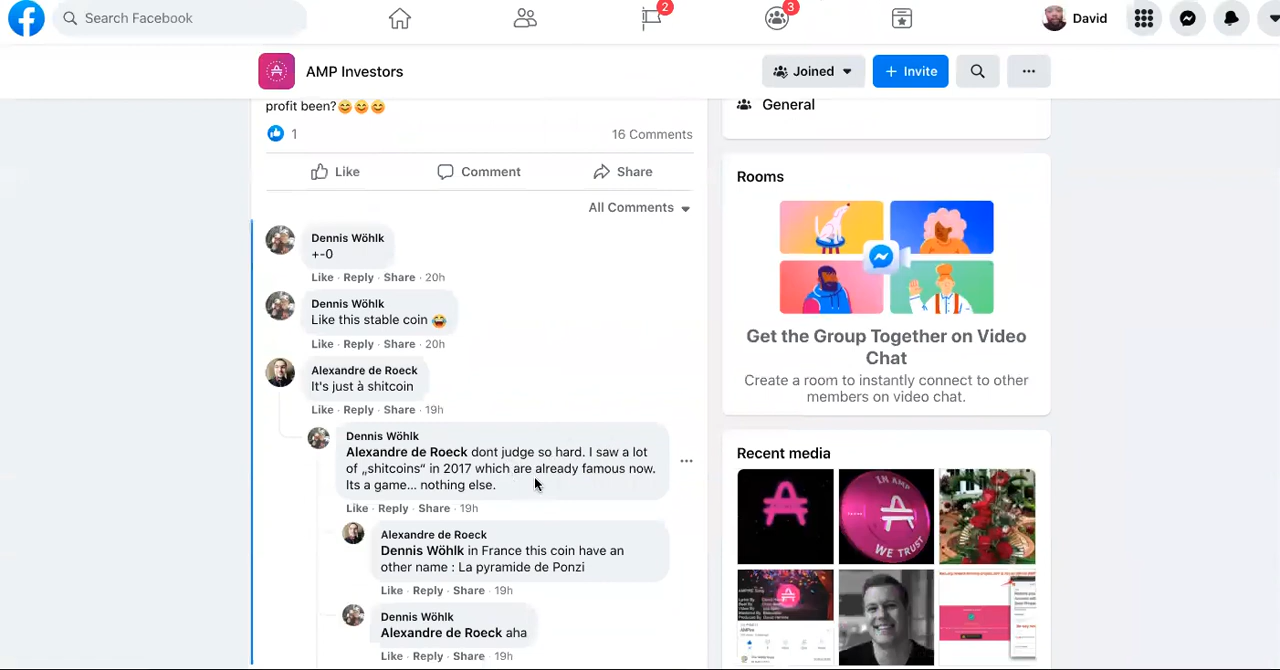 Search Facebook
2
3
David
AMP Investors
Joined
+ Invite
profit been?😊😊😊
1
16 Comments
Like
Comment
Share
All Comments
Dennis Wöhlk
+-0
Like · Reply · Share · 20h
Dennis Wöhlk
Like this stable coin 😂
Like · Reply · Share · 20h
Alexandre de Roeck
It's just à shitcoin
Like · Reply · Share · 19h
Dennis Wöhlk
Alexandre de Roeck dont judge so hard. I saw a lot
of „shitcoins“ in 2017 which are already famous now.
Its a game... nothing else.
Like · Reply · Share · 19h
Alexandre de Roeck
Dennis Wöhlk in France this coin have an
other name : La pyramide de Ponzi
Like · Reply · Share · 19h
Dennis Wöhlk
Alexandre de Roeck aha
Like · Reply · Share · 19h
General
Rooms
Get the Group Together on Video
Chat
Create a room to instantly connect to other
members on video chat.
Recent media
IN AMP
WE TRUST